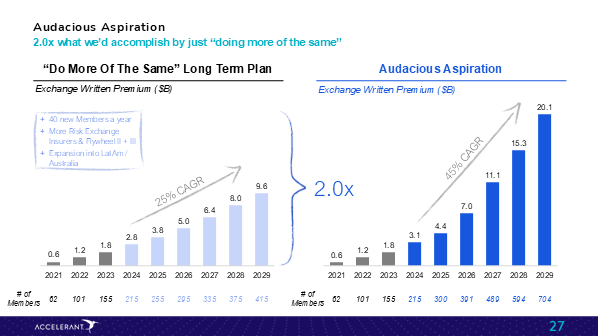 Audacious Aspiration
2.0x what we’d accomplish by just “doing more of the same”
“Do More Of The Same” Long Term Plan
Exchange Written Premium ($B)
+ 40 new Members a year
+ More Risk Exchange
Insurers & Flywheel II + III
+ Expansion into LatAm /
Australia
25% CAGR
0.6 1.2 1.8 2.8 3.8 5.0 6.4 8.0 9.6
2021 2022 2023 2024 2025 2026 2027 2028 2029
# of
Members
62 101 155 215 255 295 335 375 415
2.0x
Audacious Aspiration
Exchange Written Premium ($B)
45% CAGR
0.6 1.2 1.8 3.1 4.4 7.0 11.1 15.3 20.1
2021 2022 2023 2024 2025 2026 2027 2028 2029
# of
Members
62 101 155 215 300 391 489 594 704
ACCELERANT
27